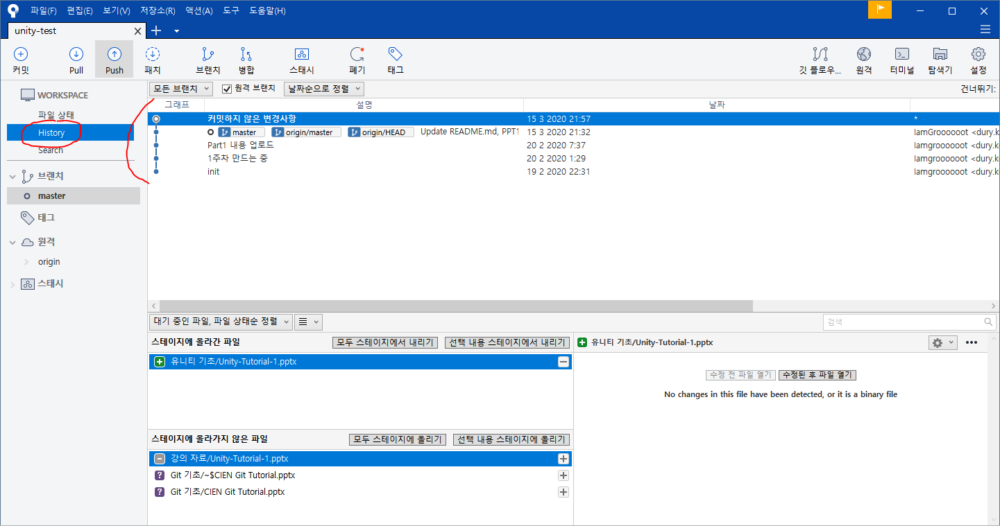 파일(F) 편집(E) 보기(V) 저장소(R) 액션(A) 도구 도움말(H)
unity-test
커밋 Pull Push 패치 브랜치 병합 스태시 폐기 태그 깃 플로우... 원격 터미널 탐색기 설정
WORKSPACE
파일 상태
History
Search
브랜치
master
태그
원격
origin
스태시
모든 브랜치 원격 브랜치 날짜순으로 정렬 건너뛰기:
그래프 설명 날짜
커밋하지 않은 변경사항 15 3 2020 21:57 *
master origin/master origin/HEAD Update README.md, PPT1 15 3 2020 21:32 IamGroooooot <dury.k
Part1 내용 업로드 20 2 2020 7:37 Iamgroooooot <dury.k
1주차 만드는 중 20 2 2020 1:29 Iamgroooooot <dury.k
init 19 2 2020 22:31 Iamgroooooot <dury.k
대기 중인 파일, 파일 상태순 정렬 검색
스테이지에 올라간 파일 모두 스테이지에서 내리기 선택 내용 스테이지에서 내리기
유니티 기초/Unity-Tutorial-1.pptx
스테이지에 올라가지 않은 파일 모두 스테이지에 올리기 선택 내용 스테이지에 올리기
강의 자료/Unity-Tutorial-1.pptx
Git 기초/~$CIEN Git Tutorial.pptx
Git 기초/CIEN Git Tutorial.pptx
유니티 기초/Unity-Tutorial-1.pptx
수정 전 파일 열기 수정된 후 파일 열기
No changes in this file have been detected, or it is a binary file